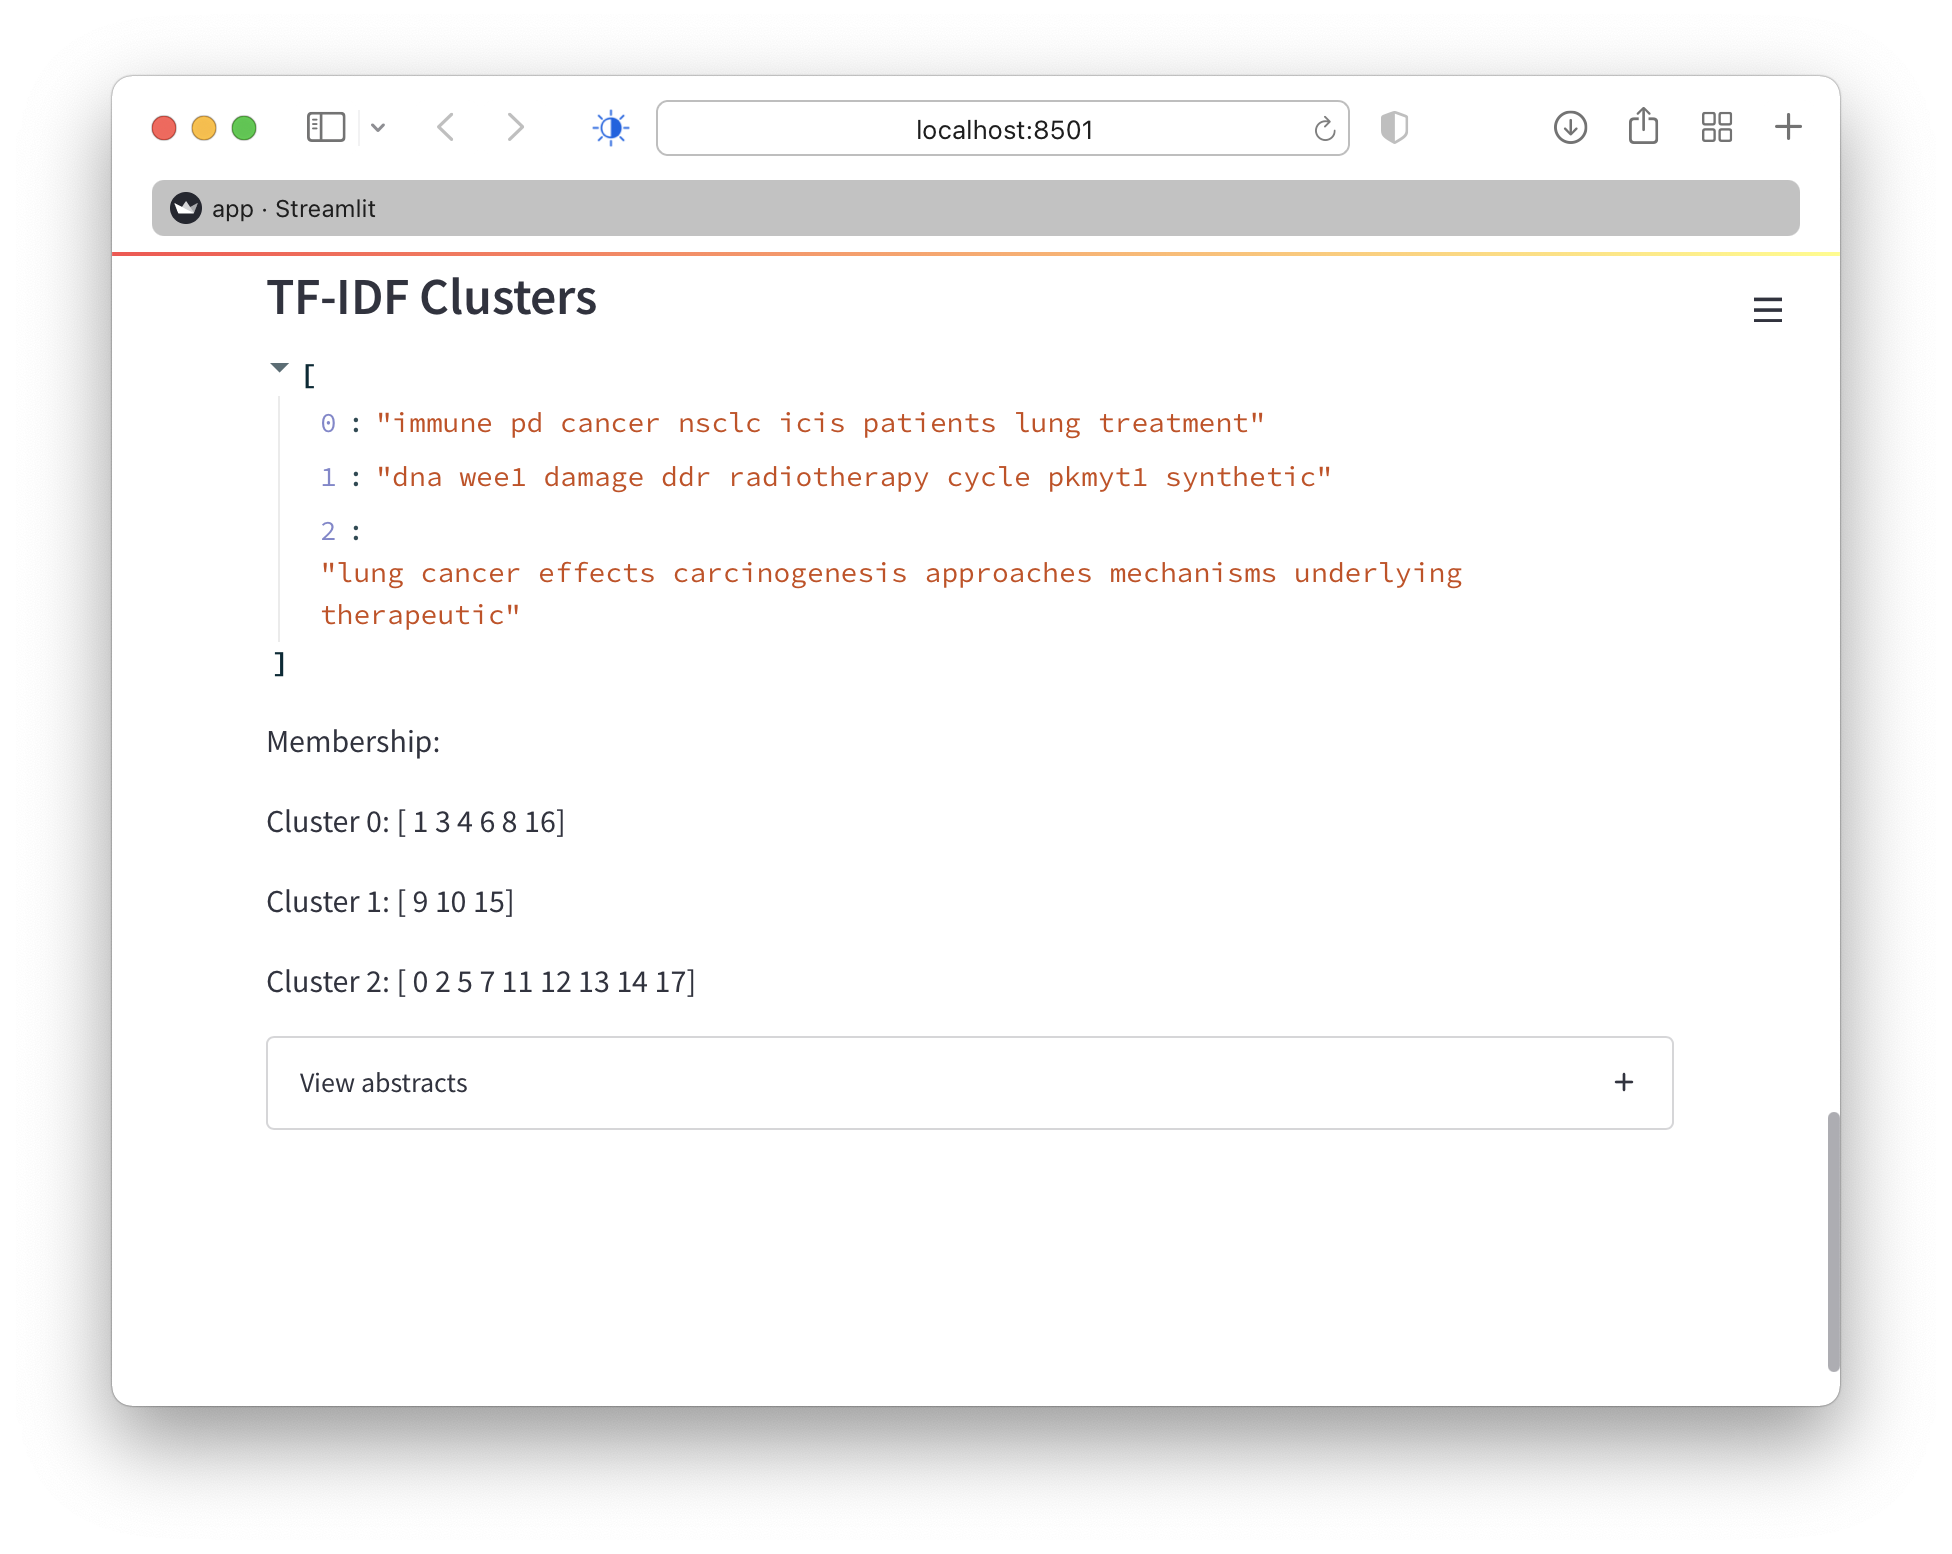 localhost:8501
app · Streamlit
TF-IDF Clusters
[
0 : "immune pd cancer nsclc icis patients lung treatment"
1 : "dna wee1 damage ddr radiotherapy cycle pkmyt1 synthetic"
2 :
"lung cancer effects carcinogenesis approaches mechanisms underlying
therapeutic"
]
Membership:
Cluster 0: [ 1 3 4 6 8 16]
Cluster 1: [ 9 10 15]
Cluster 2: [ 0 2 5 7 11 12 13 14 17]
View abstracts